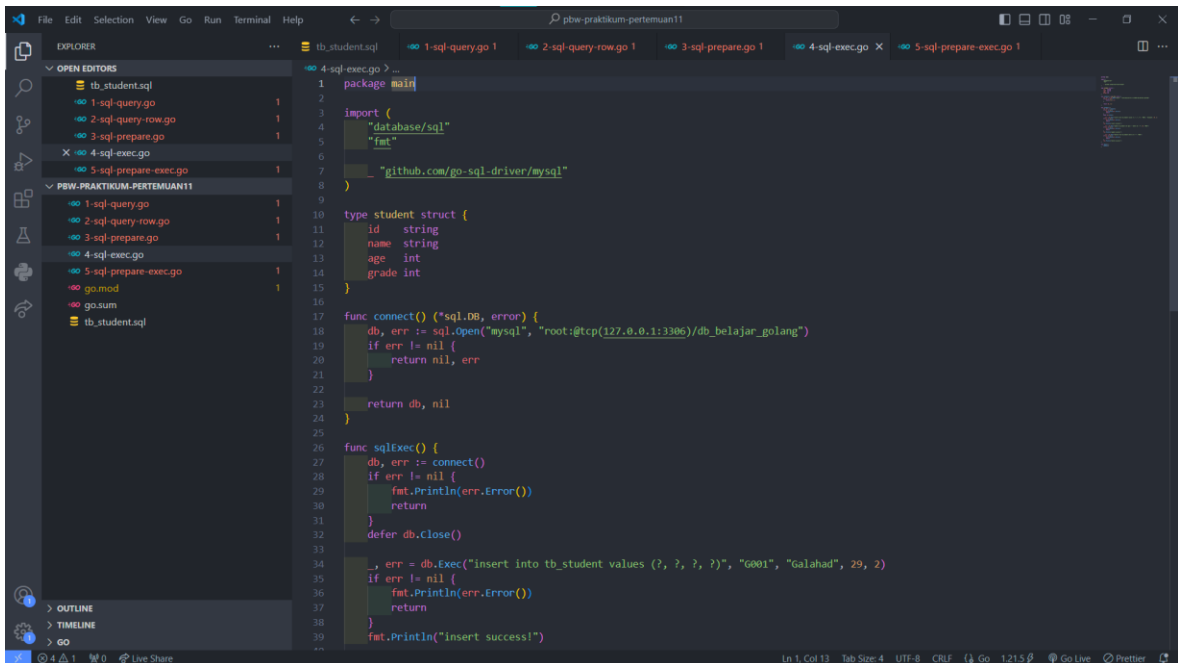 File Edit Selection View Go Run Terminal Help
pbw-praktikum-pertemuan11
EXPLORER
tb_student.sql
1-sql-query.go 1
2-sql-query-row.go 1
3-sql-prepare.go 1
4-sql-exec.go
5-sql-prepare-exec.go 1
OPEN EDITORS
tb_student.sql
1-sql-query.go 1
2-sql-query-row.go 1
3-sql-prepare.go 1
4-sql-exec.go
5-sql-prepare-exec.go 1
PBW-PRAKTIKUM-PERTEMUAN11
1-sql-query.go 1
2-sql-query-row.go 1
3-sql-prepare.go 1
4-sql-exec.go
5-sql-prepare-exec.go 1
go.mod 1
go.sum
tb_student.sql
OUTLINE
TIMELINE
GO
4-sql-exec.go > ...
1 package main
2
3 import (
4 "database/sql"
5 "fmt"
6
7 _ "github.com/go-sql-driver/mysql"
8 )
9
10 type student struct {
11 id string
12 name string
13 age int
14 grade int
15 }
16
17 func connect() (*sql.DB, error) {
18 db, err := sql.Open("mysql", "root:@tcp(127.0.0.1:3306)/db_belajar_golang")
19 if err != nil {
20 return nil, err
21 }
22
23 return db, nil
24 }
25
26 func sqlExec() {
27 db, err := connect()
28 if err != nil {
29 fmt.Println(err.Error())
30 return
31 }
32 defer db.Close()
33
34 _, err = db.Exec("insert into tb_student values (?, ?, ?, ?)", "G001", "Galahad", 29, 2)
35 if err != nil {
36 fmt.Println(err.Error())
37 return
38 }
39 fmt.Println("insert success!")
4 1 0 Live Share
Ln 1, Col 13 Tab Size: 4 UTF-8 CRLF Go 1.21.5 Go Live Prettier